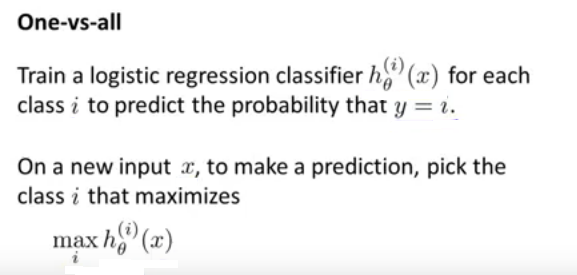 One-vs-all
Train a logistic regression classifier $h_\theta^{(i)}(x)$ for each
class $i$ to predict the probability that $y = i$.
On a new input $x$, to make a prediction, pick the
class $i$ that maximizes
$\max_i h_\theta^{(i)}(x)$